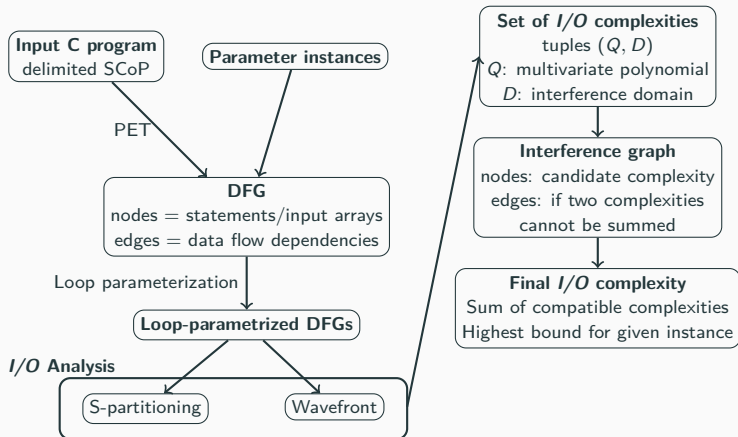 Input C program
delimited SCoP
Parameter instances
PET
DFG
nodes = statements/input arrays
edges = data flow dependencies
Loop parameterization
Loop-parametrized DFGs
I/O Analysis
S-partitioning
Wavefront
Set of I/O complexities
tuples (Q, D)
Q: multivariate polynomial
D: interference domain
Interference graph
nodes: candidate complexity
edges: if two complexities
cannot be summed
Final I/O complexity
Sum of compatible complexities
Highest bound for given instance